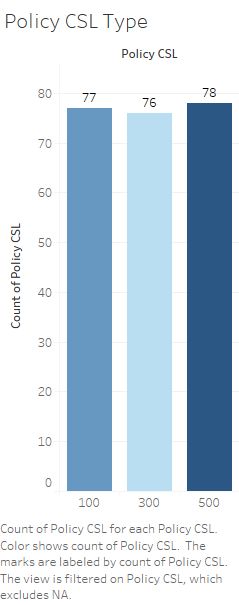 Policy CSL Type
Policy CSL
77
76
78
80
70
60
50
40
30
20
10
0
Count of Policy CSL
100 300 500
Count of Policy CSL for each Policy CSL.
Color shows count of Policy CSL. The
marks are labeled by count of Policy CSL.
The view is filtered on Policy CSL, which
excludes NA.